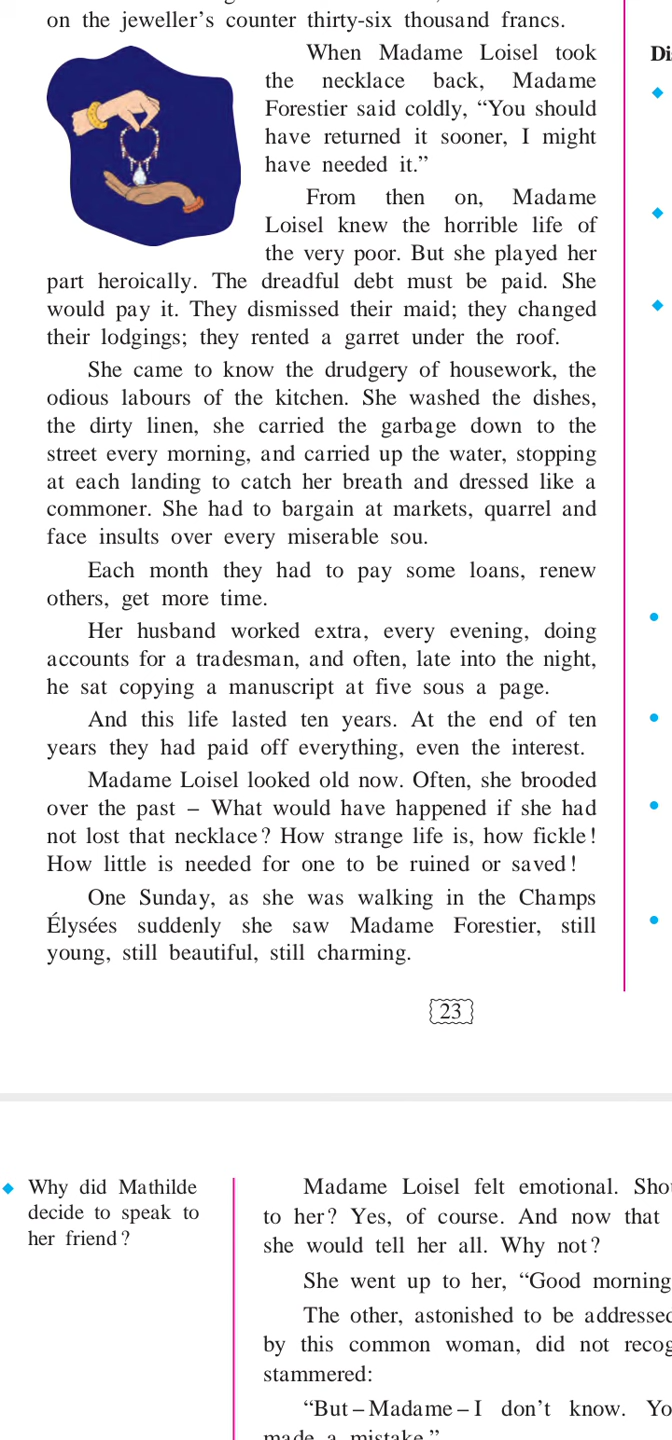 on the jeweller's counter thirty-six thousand francs.
When Madame Loisel took
the necklace back, Madame
Forestier said coldly, “You should
have returned it sooner, I might
have needed it.”
From then on, Madame
Loisel knew the horrible life of
the very poor. But she played her
part heroically. The dreadful debt must be paid. She
would pay it. They dismissed their maid; they changed
their lodgings; they rented a garret under the roof.
She came to know the drudgery of housework, the
odious labours of the kitchen. She washed the dishes,
the dirty linen, she carried the garbage down to the
street every morning, and carried up the water, stopping
at each landing to catch her breath and dressed like a
commoner. She had to bargain at markets, quarrel and
face insults over every miserable sou.
Each month they had to pay some loans, renew
others, get more time.
Her husband worked extra, every evening, doing
accounts for a tradesman, and often, late into the night,
he sat copying a manuscript at five sous a page.
And this life lasted ten years. At the end of ten
years they had paid off everything, even the interest.
Madame Loisel looked old now. Often, she brooded
over the past – What would have happened if she had
not lost that necklace? How strange life is, how fickle!
How little is needed for one to be ruined or saved!
One Sunday, as she was walking in the Champs
Élysées suddenly she saw Madame Forestier, still
young, still beautiful, still charming.
23
Di
Why did Mathilde
decide to speak to
her friend?
Madame Loisel felt emotional. Sho
to her? Yes, of course. And now that
she would tell her all. Why not?
She went up to her, “Good morning
The other, astonished to be addressed
by this common woman, did not recog
stammered:
“But – Madame – I don't know. Yo
made a mistake.”